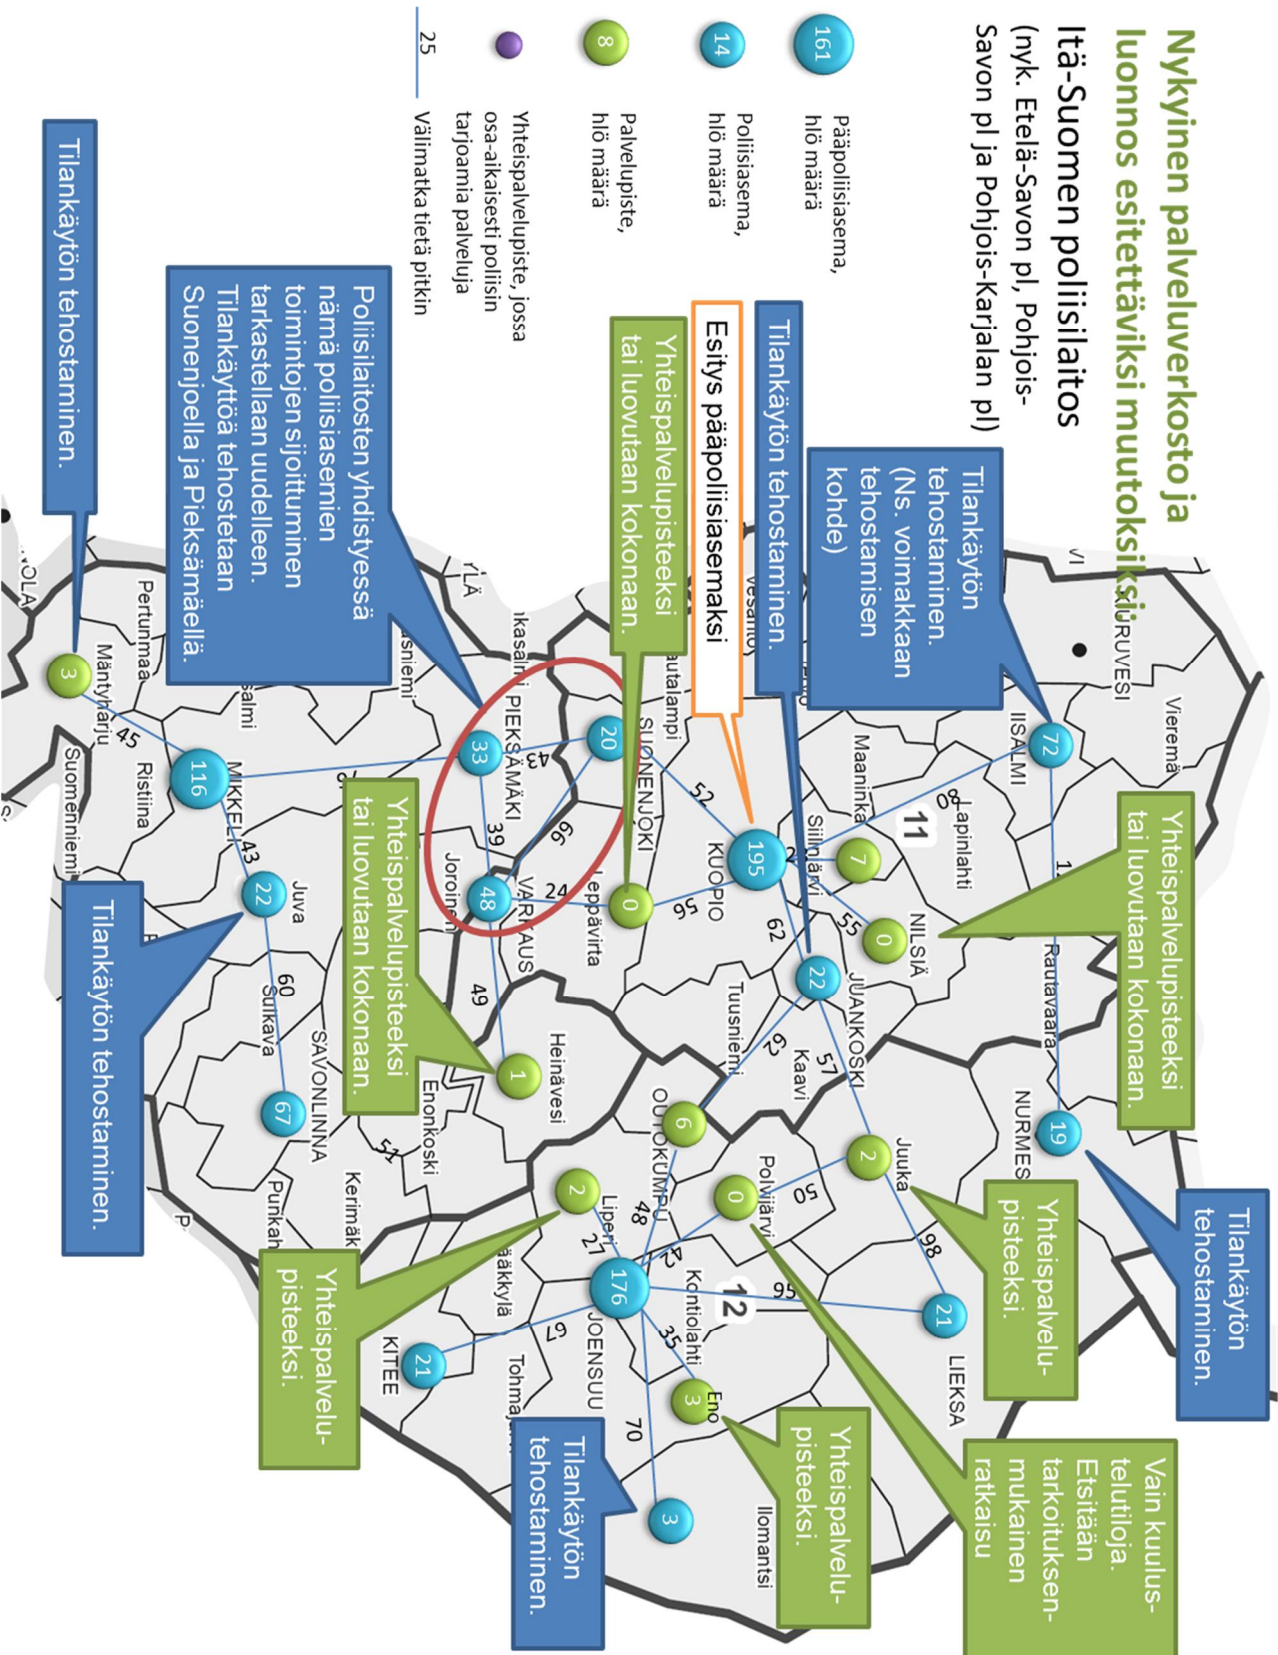 Nykyinen palveluverkosto ja
luonnos esitettäviksi muutoksiksi
Itä-Suomen poliisilaitos
(nyk. Etelä-Savon pl, Pohjois-
Savon pl ja Pohjois-Karjalan pl)
161
Pääpoliisiasema,
hlö määrä
14
Poliisiasema,
hlö määrä
8
Palvelupiste,
hlö määrä
Yhteispalvelupiste, jossa
osa-aikaisesti poliisin
tarjoamia palveluja
25
Välimatka tietä pitkin
Tilankäytön
tehostaminen.
(Ns. voimakkaan
tehostamisen
kohde)
Tilankäytön tehostaminen.
Esitys pääpoliisiasemaksi
Yhteispalvelupisteeksi
tai luovutaan kokonaan.
Poliisilaitosten yhdistyessä
nämä poliisiasemien
toimintojen sijoittuminen
tarkastellaan uudelleen.
Tilankäyttöä tehostetaan
Suonenjoella ja Pieksämäellä.
Tilankäytön tehostaminen.
Yhteispalvelupisteeksi
tai luovutaan kokonaan.
Tilankäytön
tehostaminen.
Yhteispalvelu-
pisteeksi.
Vain kuulus-
telutiloja.
Etsitään
tarkoituksen-
mukainen
ratkaisu
Yhteispalvelu-
pisteeksi.
Tilankäytön
tehostaminen.
Yhteispalvelu-
pisteeksi.
Yhteispalvelupisteeksi
tai luovutaan kokonaan.
Tilankäytön tehostaminen.
KIURUVESI
Vieremä
IISALMI
72
80
Lapinlahti
11
Maaninka
Siilinjärvi
7
NILSIÄ
0
55
Rautavaara
NURMES
19
195
KUOPIO
62
JUANKOSKI
22
57
Kaavi
62
Tuusniemi
52
56
SUONENJOKI
20
Leppävirta
0
24
99
43
PIEKSÄMÄKI
33
39
VARKAUS
48
Joroinen
49
Heinävesi
1
Juuka
2
98
21
LIEKSA
50
Polvijärvi
0
OUTOKUMPU
6
48
12
95
Kontiolahti
35
Eno
3
Liperi
2
27
176
JOENSUU
70
3
Ilomantsi
67
21
KITEE
MIKKELI
116
43
Juva
22
60
Sulkava
SAVONLINNA
67
51
Enonkoski
Ristiina
45
Mäntyharju
3
Pertunmaa
Suomenniemi